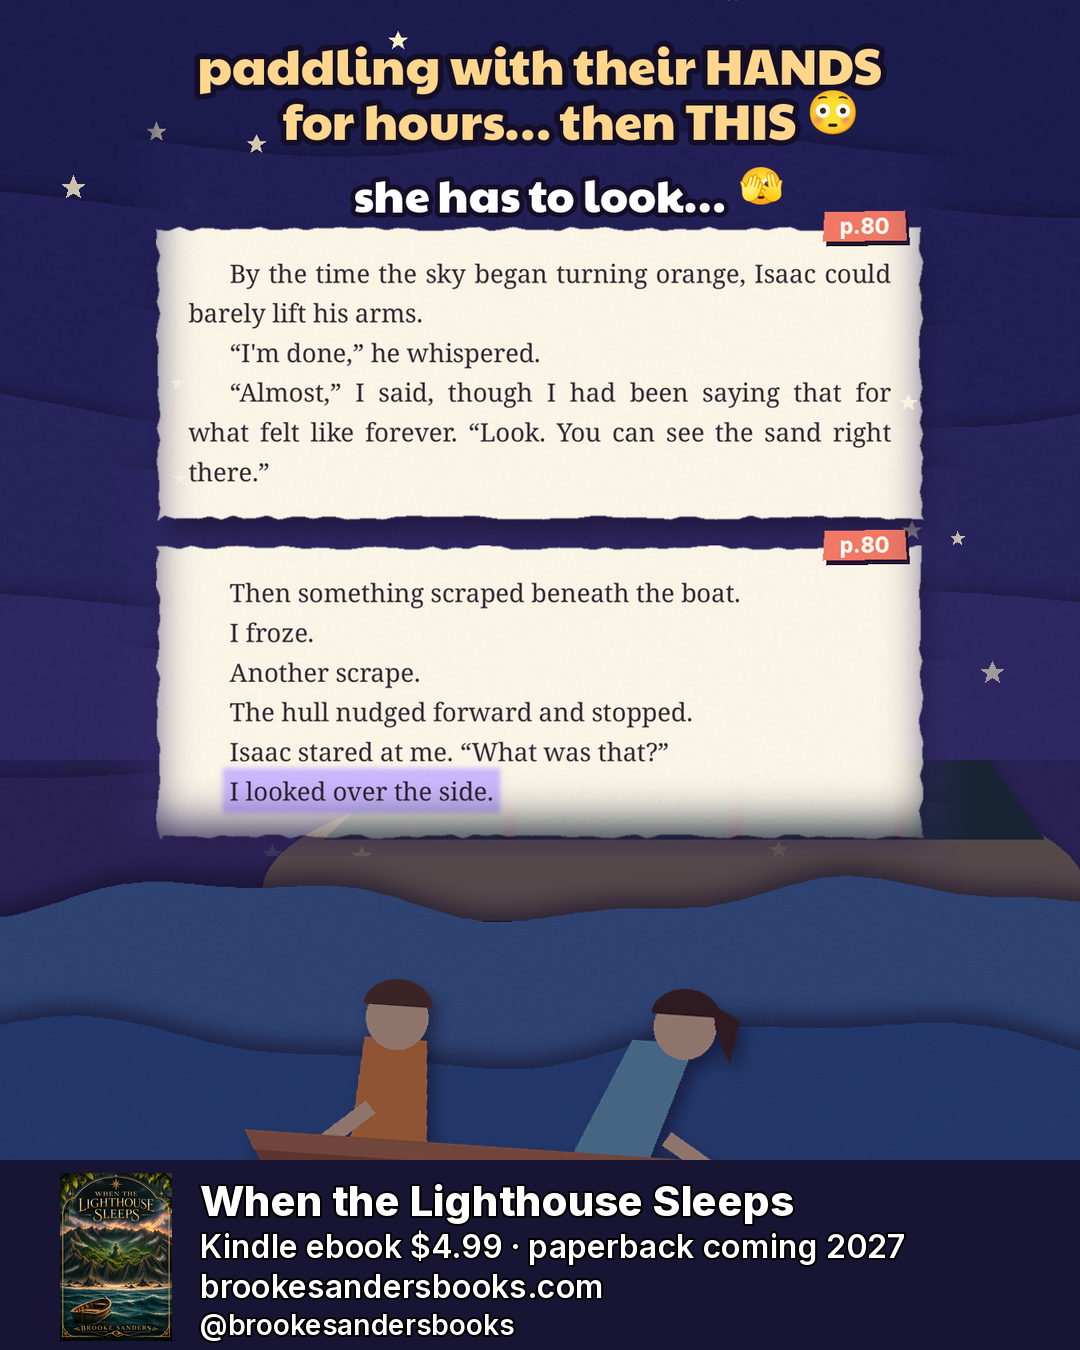 paddling with their HANDS
for hours... then THIS 😳
she has to look... 🫣
p.80
By the time the sky began turning orange, Isaac could
barely lift his arms.
“I'm done,” he whispered.
“Almost,” I said, though I had been saying that for
what felt like forever. “Look. You can see the sand right
there.”
p.80
Then something scraped beneath the boat.
I froze.
Another scrape.
The hull nudged forward and stopped.
Isaac stared at me. “What was that?”
I looked over the side.
WHEN THE
LIGHTHOUSE
SLEEPS
BROOKE SANDERS
When the Lighthouse Sleeps
Kindle ebook $4.99 · paperback coming 2027
brookesandersbooks.com
@brookesandersbooks